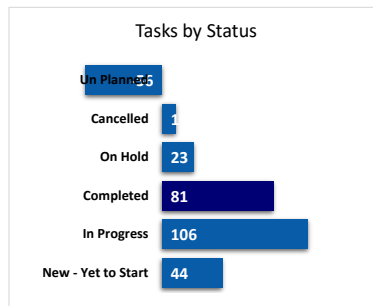 Tasks by Status
Un Planned 56
Cancelled 1
On Hold 23
Completed 81
In Progress 106
New - Yet to Start 44